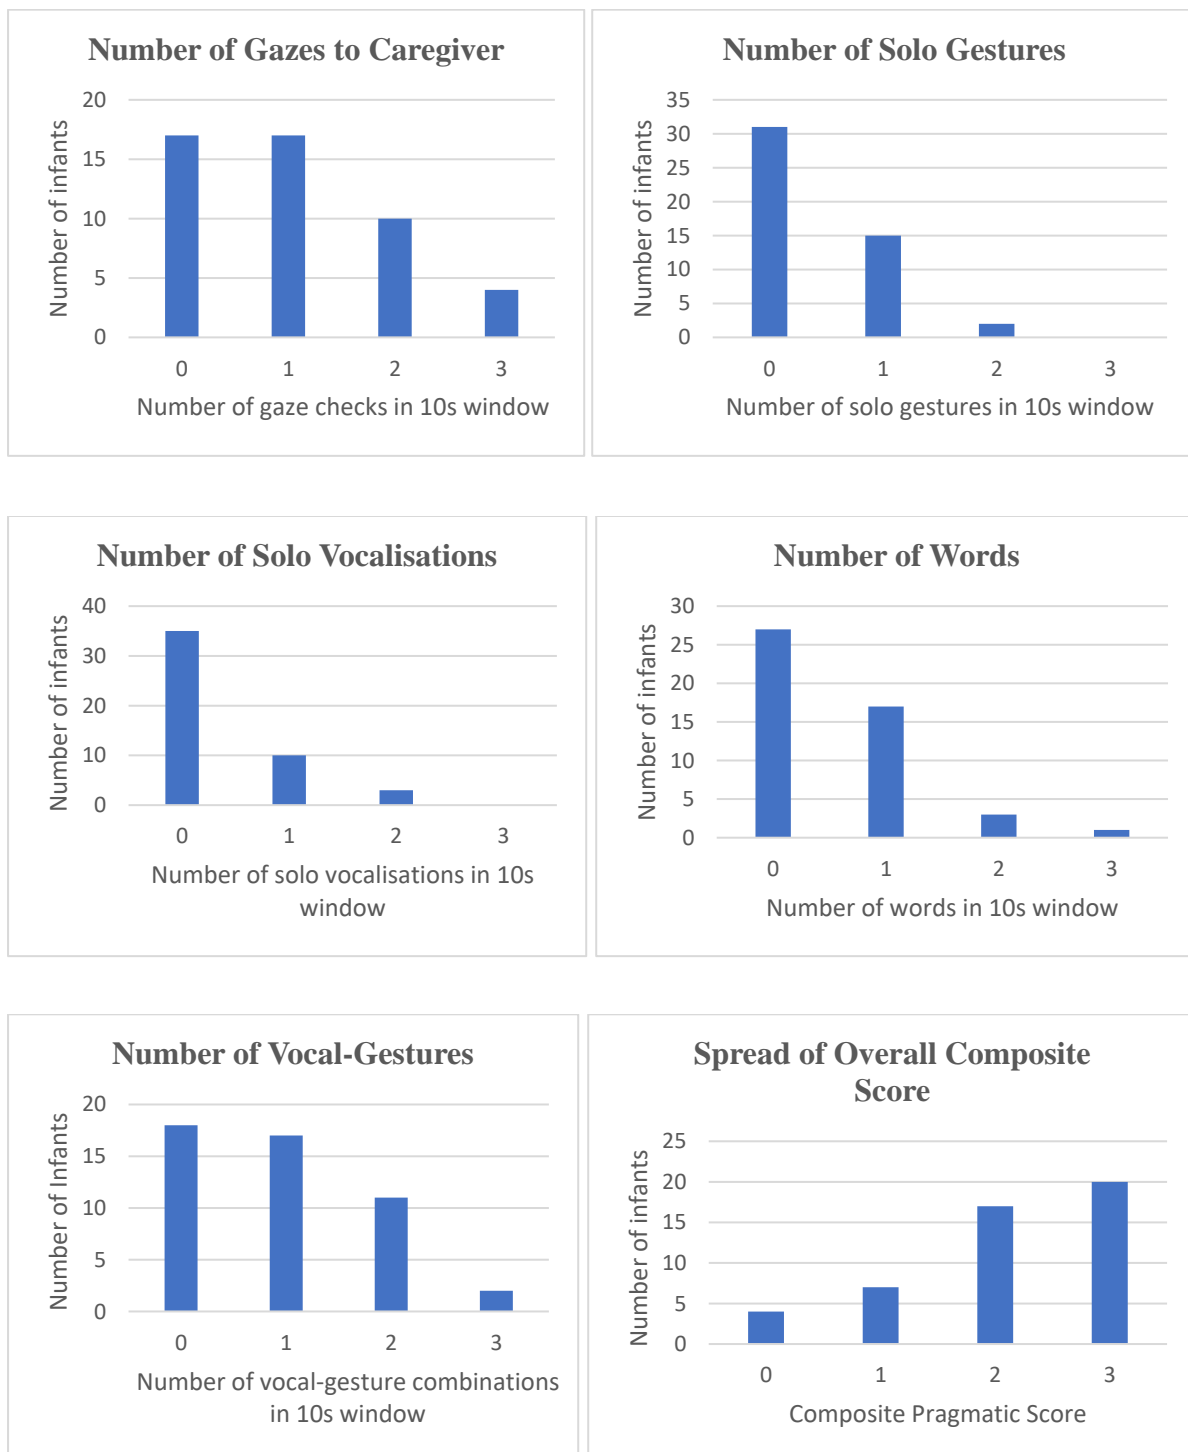 Number of Gazes to Caregiver
Number of infants
20
15
10
5
0
0 1 2 3
Number of gaze checks in 10s window
Number of Solo Gestures
Number of infants
35
30
25
20
15
10
5
0
0 1 2 3
Number of solo gestures in 10s window
Number of Solo Vocalisations
Number of infants
40
30
20
10
0
0 1 2 3
Number of solo vocalisations in 10s
window
Number of Words
Number of infants
30
25
20
15
10
5
0
0 1 2 3
Number of words in 10s window
Number of Vocal-Gestures
Number of Infants
20
15
10
5
0
0 1 2 3
Number of vocal-gesture combinations
in 10s window
Spread of Overall Composite
Score
Number of infants
25
20
15
10
5
0
0 1 2 3
Composite Pragmatic Score